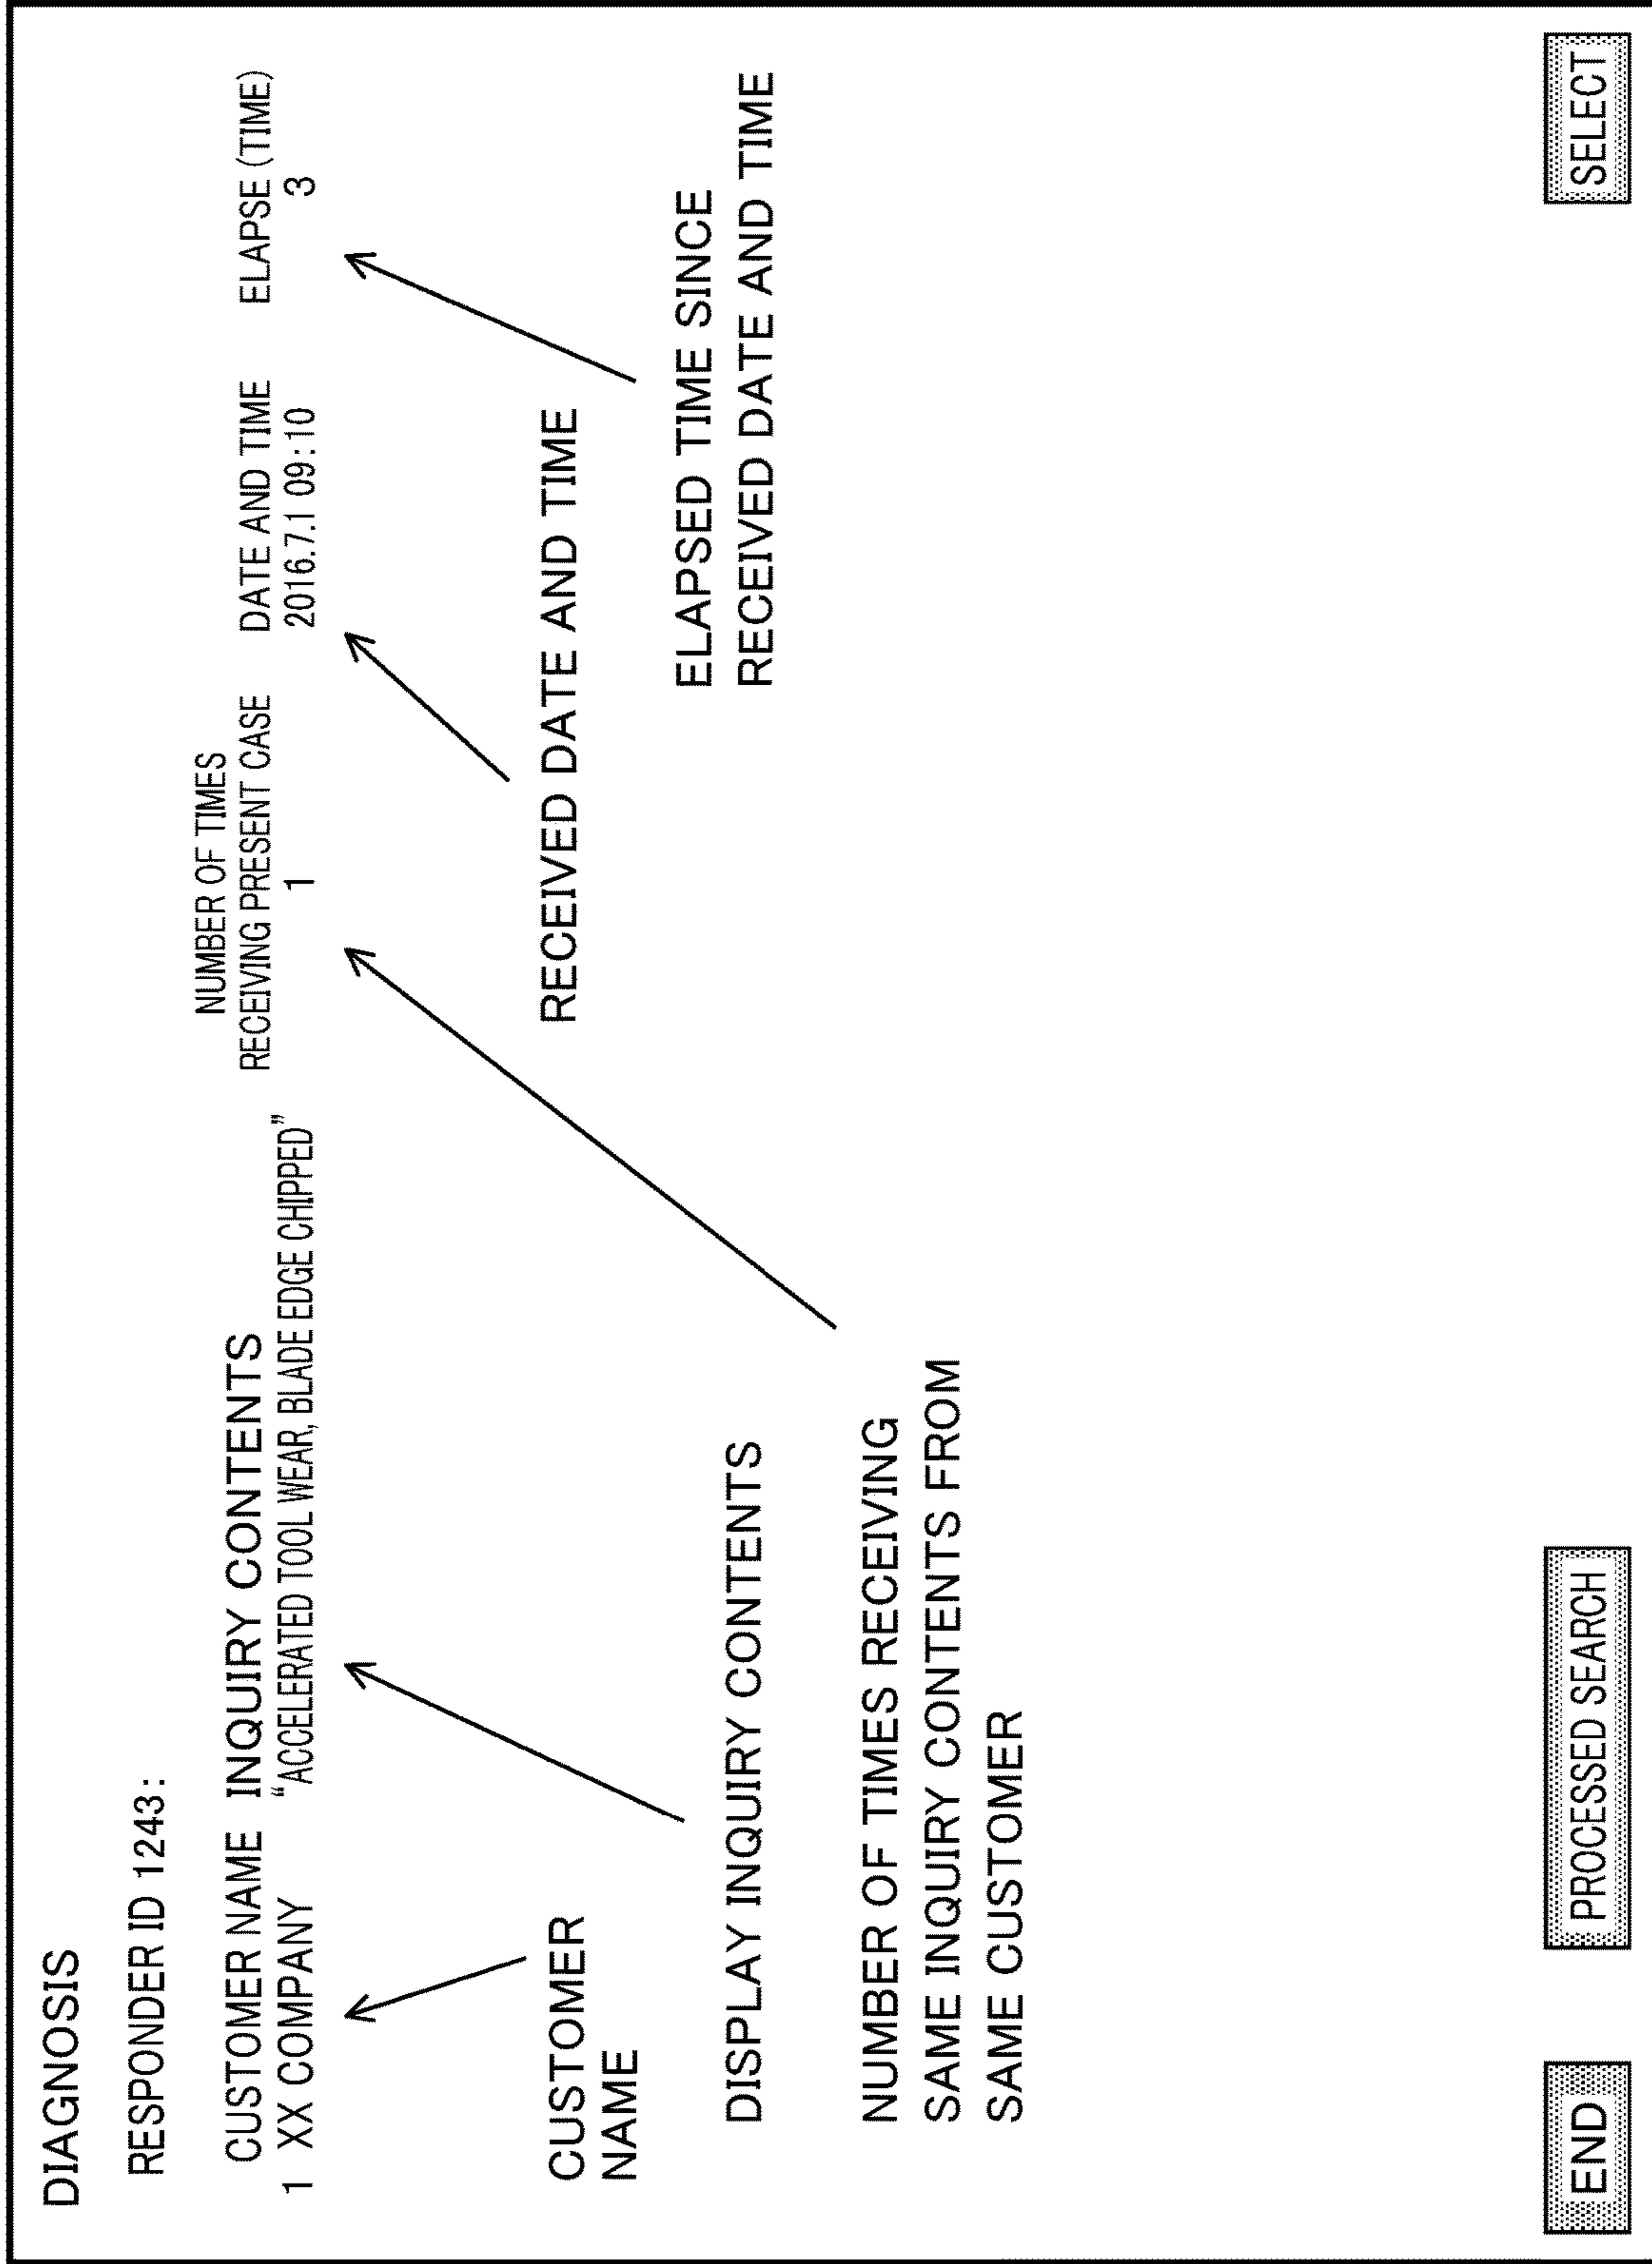 DIAGNOSIS
RESPONDER ID 1243:
NUMBER OF TIMES
CUSTOMER NAME INQUIRY CONTENTS RECEIVING PRESENT CASE DATE AND TIME ELAPSE (TIME)
1 XX COMPANY “ACCELERATED TOOL WEAR, BLADE EDGE CHIPPED” 1 2016.7.1 09:10 3
CUSTOMER
NAME
RECEIVED DATE AND TIME
DISPLAY INQUIRY CONTENTS
ELAPSED TIME SINCE
RECEIVED DATE AND TIME
NUMBER OF TIMES RECEIVING
SAME INQUIRY CONTENTS FROM
SAME CUSTOMER
END PROCESSED SEARCH SELECT